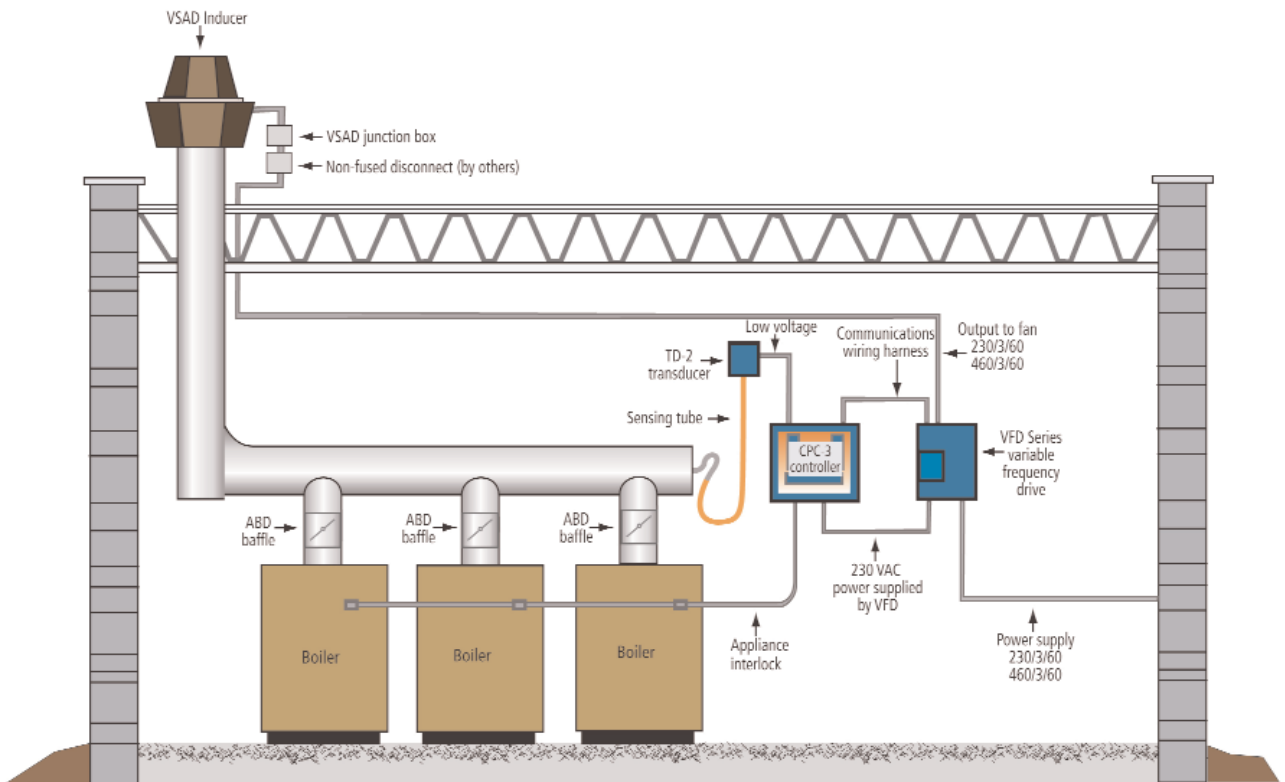 VSAD Inducer
VSAD junction box
Non-fused disconnect (by others)
Low voltage
Communications
wiring harness
Output to fan
230/3/60
460/3/60
TD-2
transducer
Sensing tube
CPC-3
controller
VFD Series
variable
frequency
drive
ABD
baffle
ABD
baffle
ABD
baffle
230 VAC
power supplied
by VFD
Boiler
Boiler
Boiler
Appliance
interlock
Power supply
230/3/60
460/3/60